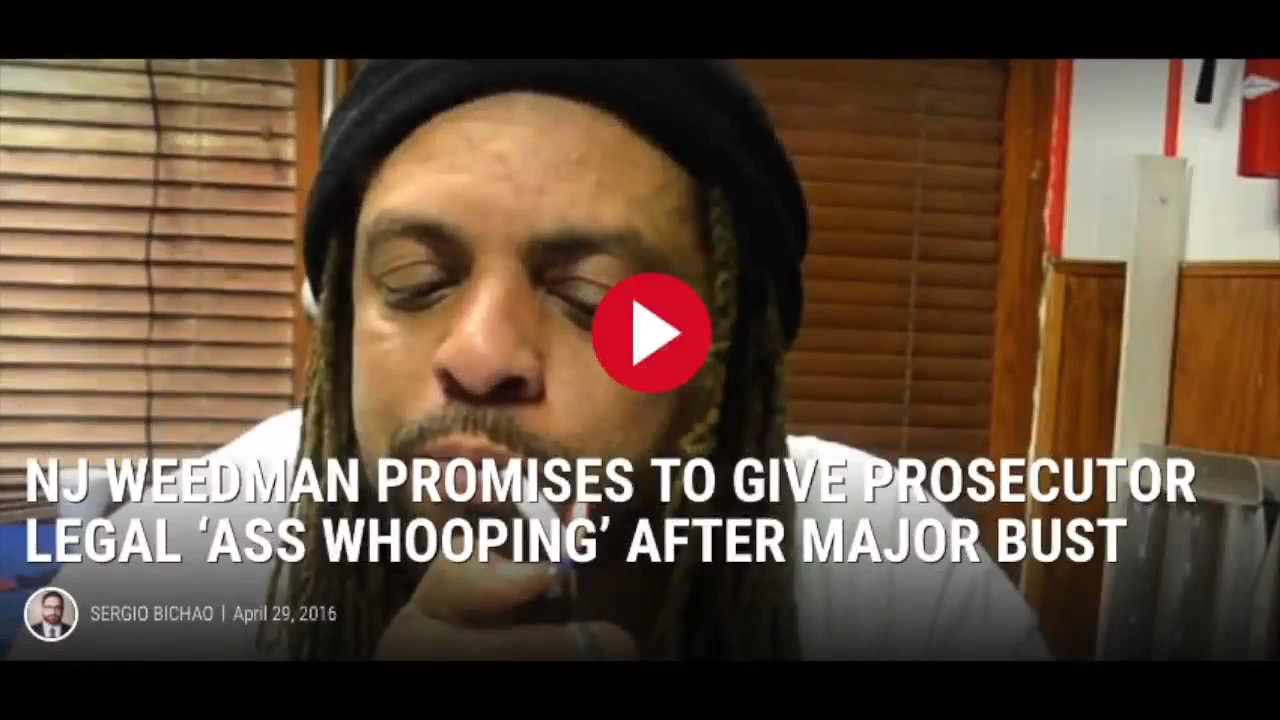 NJ WEEDMAN PROMISES TO GIVE PROSECUTOR
LEGAL ‘ASS WHOOPING’ AFTER MAJOR BUST
SERGIO BICHAO | April 29, 2016